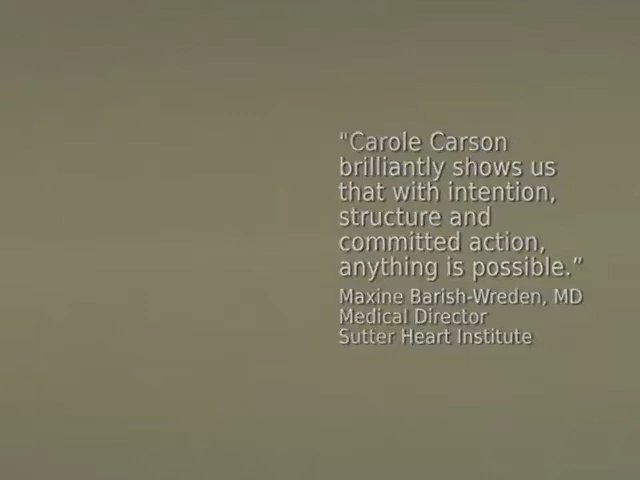 "Carole Carson
brilliantly shows us
that with intention,
structure and
committed action,
anything is possible.”
Maxine Barish-Wreden, MD
Medical Director
Sutter Heart Institute